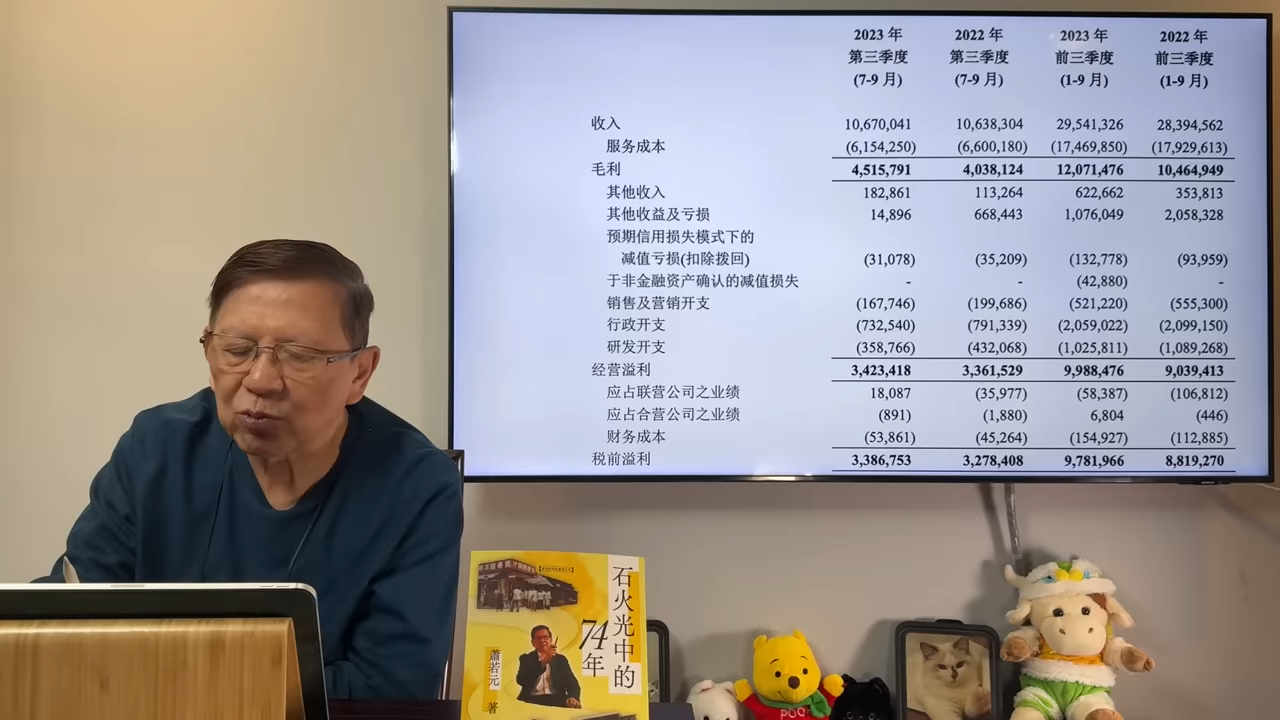 2023 年 2022 年 2023 年 2022 年
第三季度 第三季度 前三季度 前三季度
(7-9 月) (7-9 月) (1-9 月) (1-9 月)
收入 10,670,041 10,638,304 29,541,326 28,394,562
服务成本 (6,154,250) (6,600,180) (17,469,850) (17,929,613)
毛利 4,515,791 4,038,124 12,071,476 10,464,949
其他收入 182,861 113,264 622,662 353,813
其他收益及亏损 14,896 668,443 1,076,049 2,058,328
预期信用损失模式下的
减值亏损(扣除拨回) (31,078) (35,209) (132,778) (93,959)
于非金融资产确认的减值损失 - - (42,880) -
销售及营销开支 (167,746) (199,686) (521,220) (555,300)
行政开支 (732,540) (791,339) (2,059,022) (2,099,150)
研发开支 (358,766) (432,068) (1,025,811) (1,089,268)
经营溢利 3,423,418 3,361,529 9,988,476 9,039,413
应占联营公司之业绩 18,087 (35,977) (58,387) (106,812)
应占合营公司之业绩 (891) (1,880) 6,804 (446)
财务成本 (53,861) (45,264) (154,927) (112,885)
税前溢利 3,386,753 3,278,408 9,781,966 8,819,270
石火光中的
74年
蕭若元 著
POOH